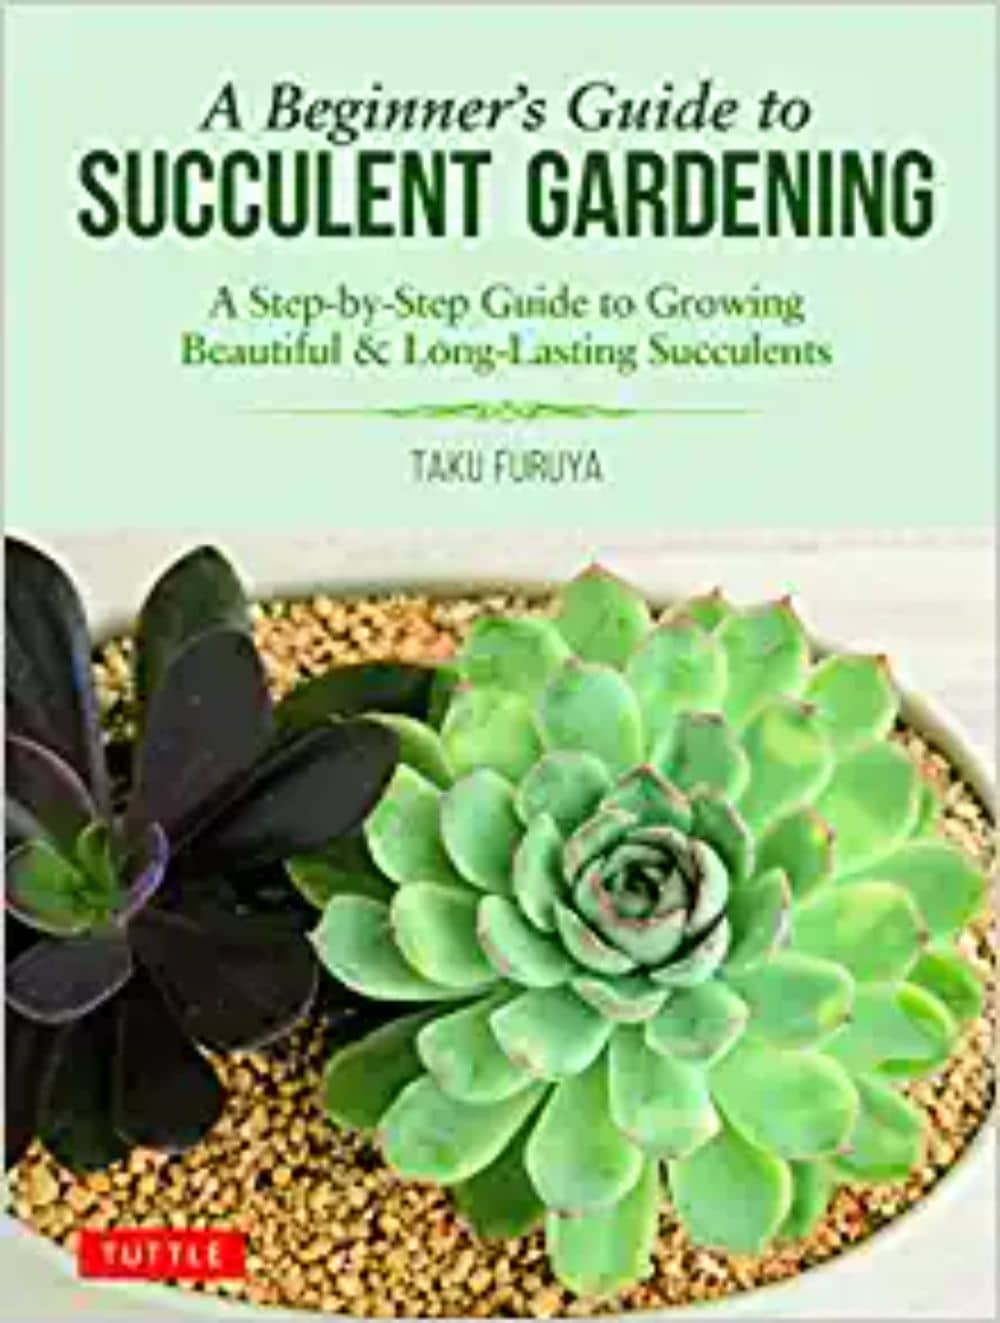 A Beginner's Guide to
SUCCULENT GARDENING
A Step-by-Step Guide to Growing
Beautiful & Long-Lasting Succulents
TAKU FURUYA
TUTTLE